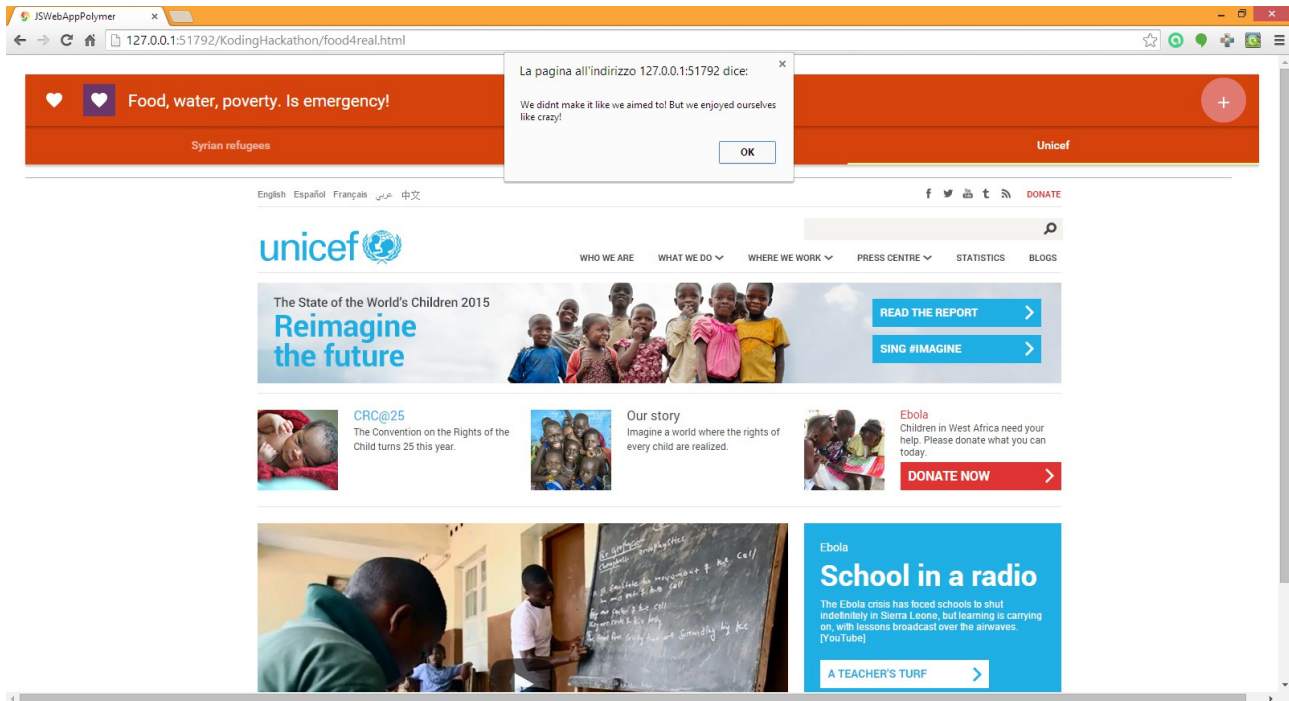 JSWebAppPolymer
127.0.0.1:51792/KodingHackathon/food4real.html
La pagina all'indirizzo 127.0.0.1:51792 dice:
We didnt make it like we aimed to! But we enjoyed ourselves
like crazy!
OK
Food, water, poverty. Is emergency!
Syrian refugees
Unicef
English Español Français عربي 中文
DONATE
unicef
WHO WE ARE WHAT WE DO WHERE WE WORK PRESS CENTRE STATISTICS BLOGS
The State of the World's Children 2015
Reimagine
the future
READ THE REPORT
SING #IMAGINE
CRC@25
The Convention on the Rights of the
Child turns 25 this year.
Our story
Imagine a world where the rights of
every child are realized.
Ebola
Children in West Africa need your
help. Please donate what you can
today.
DONATE NOW
Ebola
School in a radio
The Ebola crisis has foced schools to shut
indefinitely in Sierra Leone, but learning is carrying
on, with lessons broadcast over the airwaves.
[YouTube]
A TEACHER'S TURF